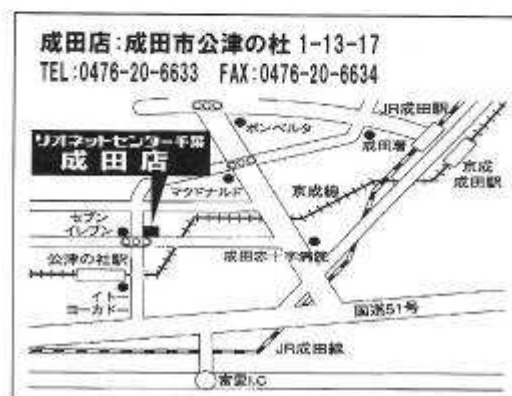 成田店:成田市公津の杜 1-13-17
TEL:0476-20-6633 FAX:0476-20-6634
JR成田駅
ボンベルタ
成田署
リオネットセンター千葉
成田店
京成
成田駅
マクドナルド
京成線
セブン
イレブン
成田赤十字病院
公津の杜駅
イトー
ヨーカドー
国道51号
JR成田線
富里I.C